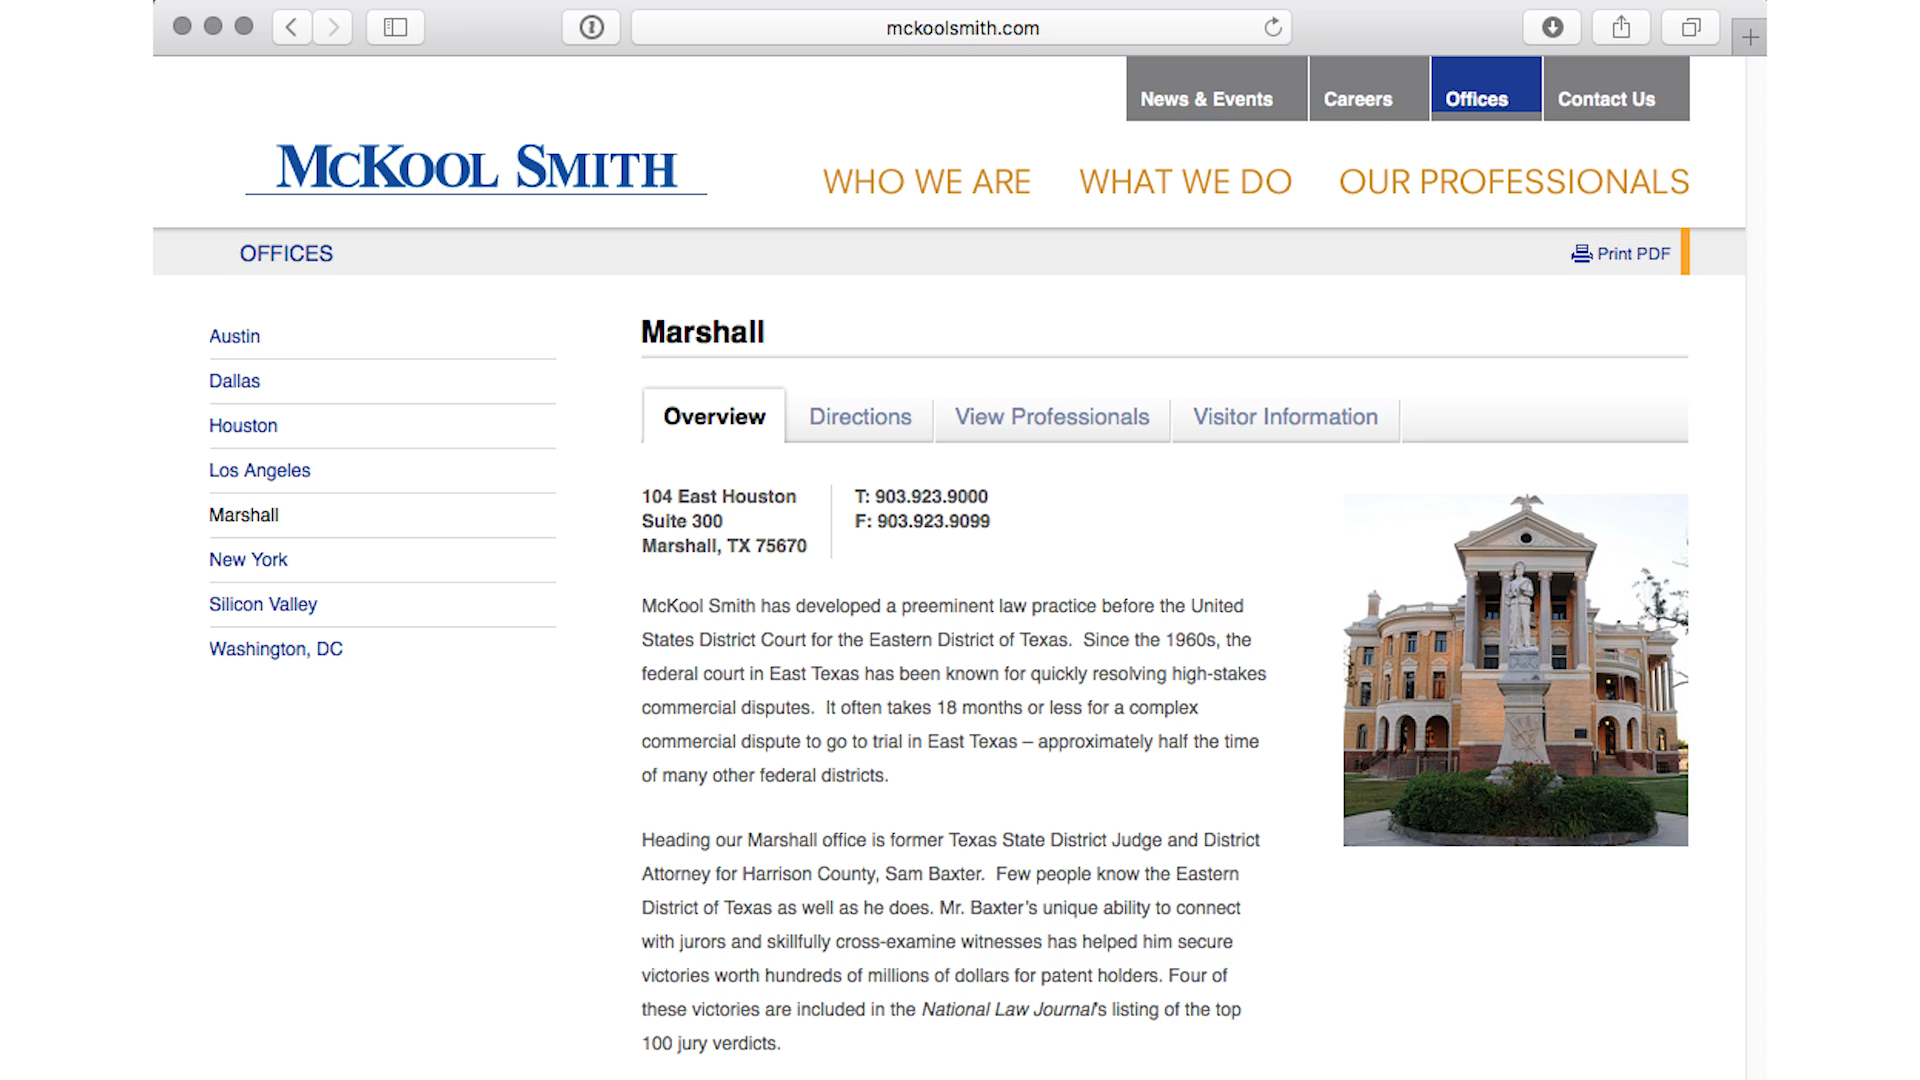 mckoolsmith.com
News & Events
Careers
Offices
Contact Us
McKool Smith
WHO WE ARE
WHAT WE DO
OUR PROFESSIONALS
OFFICES
Print PDF
Austin
Dallas
Houston
Los Angeles
Marshall
New York
Silicon Valley
Washington, DC
Marshall
Overview
Directions
View Professionals
Visitor Information
104 East Houston
Suite 300
Marshall, TX 75670
T: 903.923.9000
F: 903.923.9099
McKool Smith has developed a preeminent law practice before the United
States District Court for the Eastern District of Texas.  Since the 1960s, the
federal court in East Texas has been known for quickly resolving high-stakes
commercial disputes.  It often takes 18 months or less for a complex
commercial dispute to go to trial in East Texas – approximately half the time
of many other federal districts.
Heading our Marshall office is former Texas State District Judge and District
Attorney for Harrison County, Sam Baxter.  Few people know the Eastern
District of Texas as well as he does. Mr. Baxter’s unique ability to connect
with jurors and skillfully cross-examine witnesses has helped him secure
victories worth hundreds of millions of dollars for patent holders. Four of
these victories are included in the National Law Journal's listing of the top
100 jury verdicts.